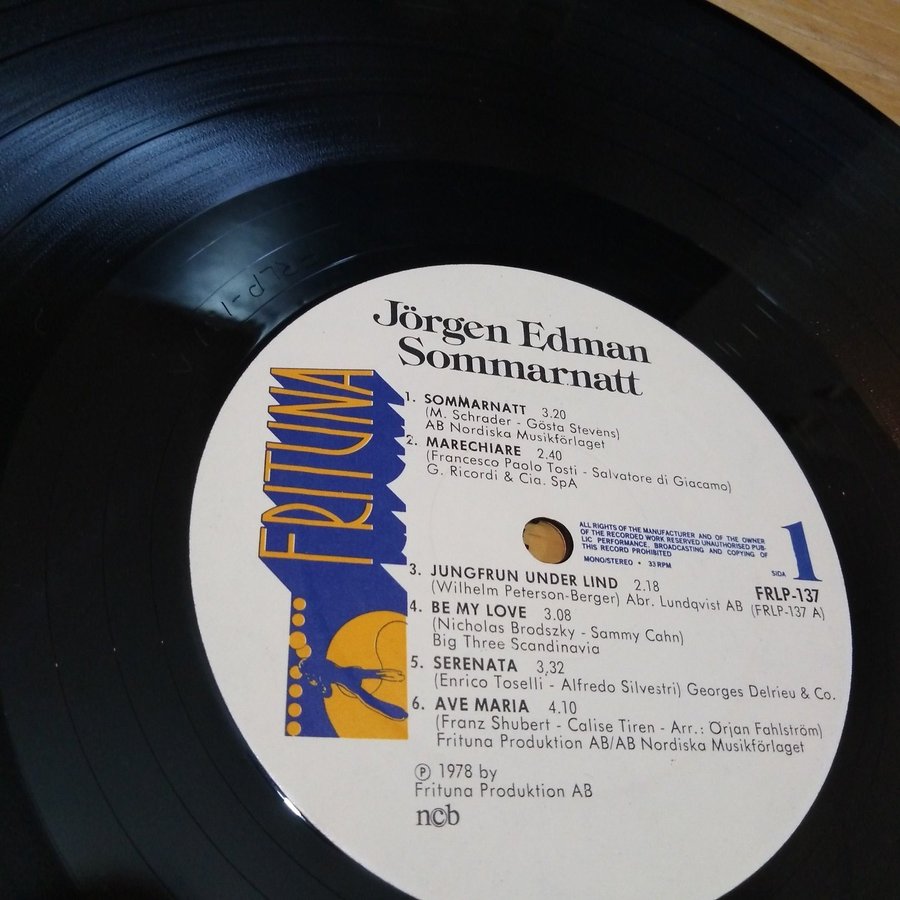 Jörgen Edman
Sommarnatt
FRITUNA
1. SOMMARNATT 3.20
(M. Schrader - Gösta Stevens)
AB Nordiska Musikförlaget
2. MARECHIARE 2.40
(Francesco Paolo Tosti - Salvatore di Giacomo)
G. Ricordi & Cia. SpA
ALL RIGHTS OF THE MANUFACTURER AND OF THE OWNER
OF THE RECORDED WORK RESERVED UNAUTHORISED PUB-
LIC PERFORMANCE. BROADCASTING AND COPYING OF
THIS RECORD PROHIBITED
MONO/STEREO • 33 RPM
SIDA 1
FRLP-137
(FRLP-137 A)
3. JUNGFRUN UNDER LIND 2.18
(Wilhelm Peterson-Berger) Abr. Lundqvist AB
4. BE MY LOVE 3.08
(Nicholas Brodszky - Sammy Cahn)
Big Three Scandinavia
5. SERENATA 3,32
(Enrico Toselli - Alfredo Silvestri) Georges Delrieu & Co.
6. AVE MARIA 4.10
(Franz Shubert - Calise Tiren - Arr.: Örjan Fahlström)
Frituna Produktion AB/AB Nordiska Musikförlaget
℗ 1978 by
Frituna Produktion AB
ncb